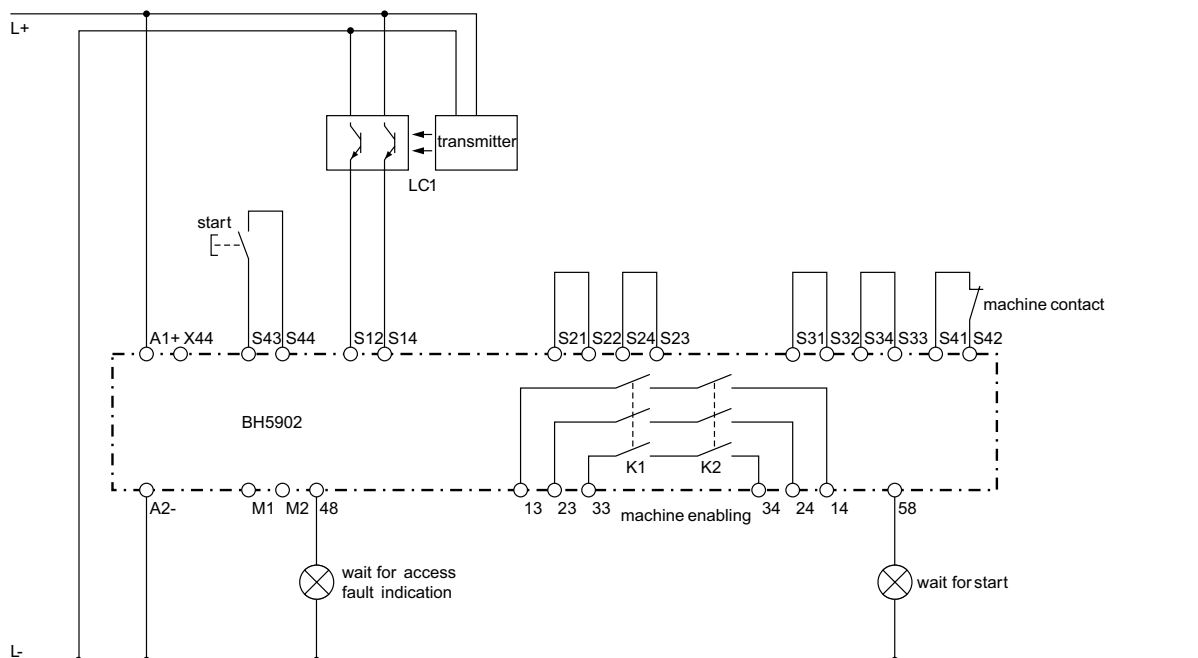 L+
transmitter
LC1
start
machine contact
A1+ X44 S43 S44 S12 S14 S21 S22 S24 S23 S31 S32 S34 S33 S41 S42
BH5902
K1 K2
A2- M1 M2 48 13 23 33 machine enabling 34 24 14 58
wait for access
fault indication
wait for start
L-